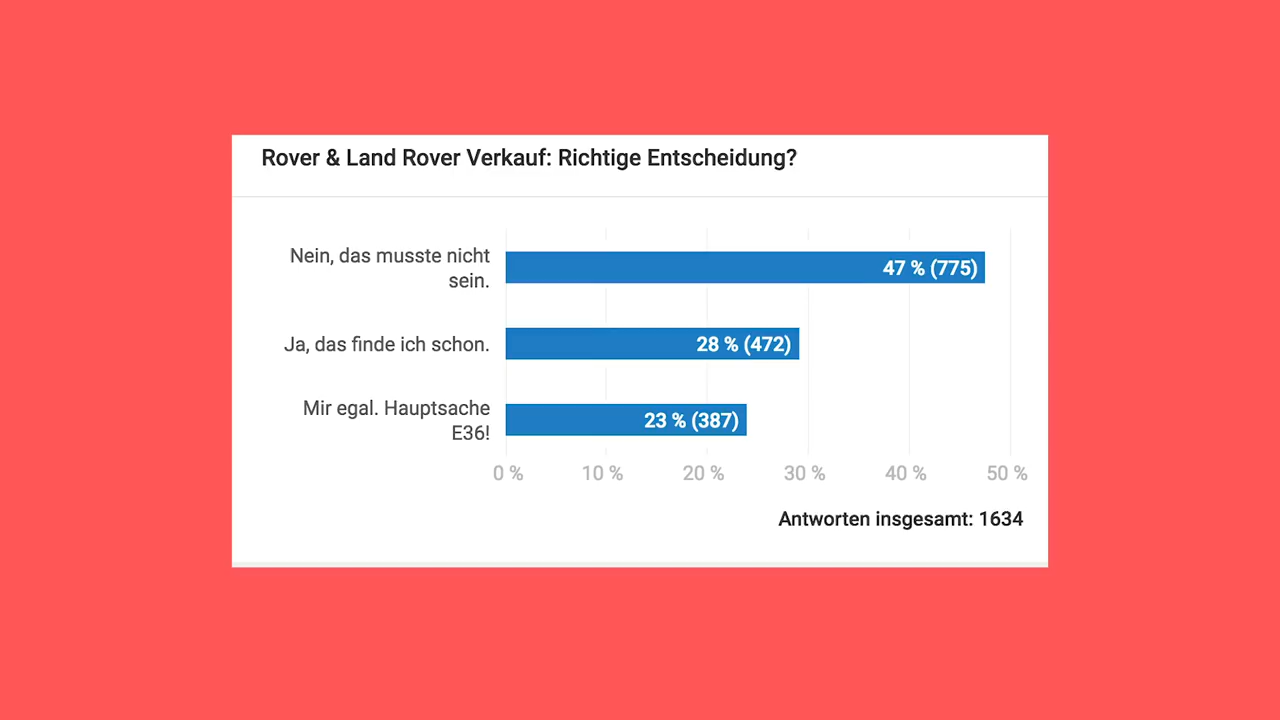 Rover & Land Rover Verkauf: Richtige Entscheidung?
Nein, das musste nicht
sein.
47 % (775)
Ja, das finde ich schon.
28 % (472)
Mir egal. Hauptsache
E36!
23 % (387)
0 % 10 % 20 % 30 % 40 % 50 %
Antworten insgesamt: 1634